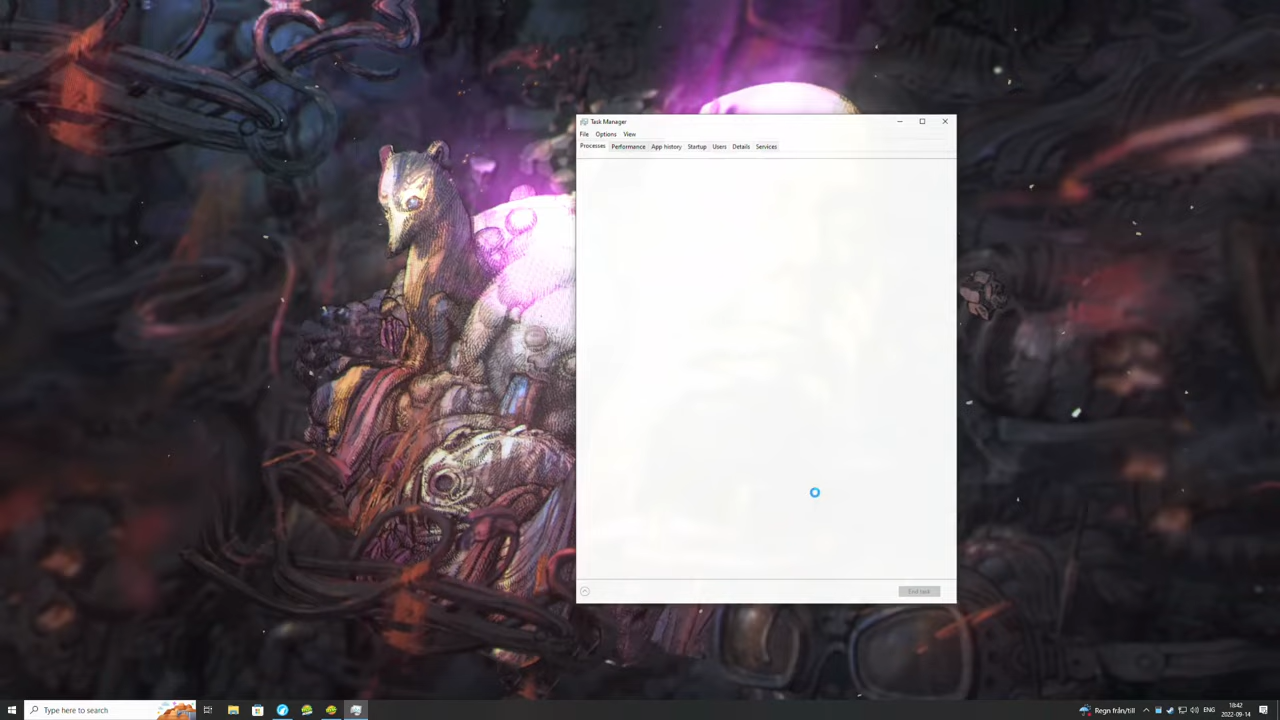 Task Manager
File Options View
Processes Performance App history Startup Users Details Services
End task
Type here to search
Regn från/till
ENG
18:42
2022-09-14